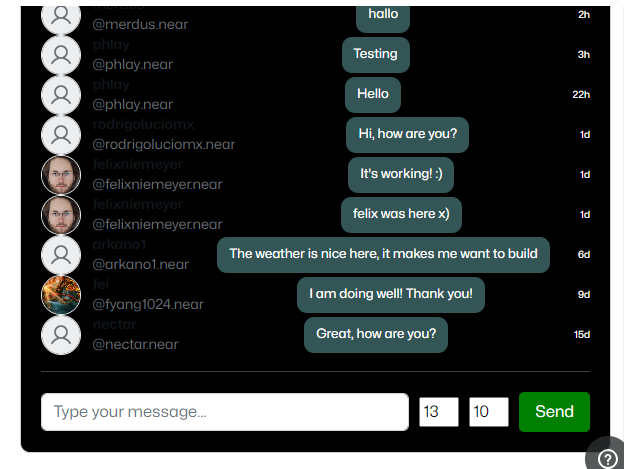 merdus
@merdus.near
hallo
2h
phlay
@phlay.near
Testing
3h
phlay
@phlay.near
Hello
22h
rodrigoluciomx
@rodrigoluciomx.near
Hi, how are you?
1d
felixniemeyer
@felixniemeyer.near
It's working! :)
1d
felixniemeyer
@felixniemeyer.near
felix was here x)
1d
arkano1
@arkano1.near
The weather is nice here, it makes me want to build
6d
fei
@fyang1024.near
I am doing well! Thank you!
9d
nectar
@nectar.near
Great, how are you?
15d
Type your message...
13
10
Send
?